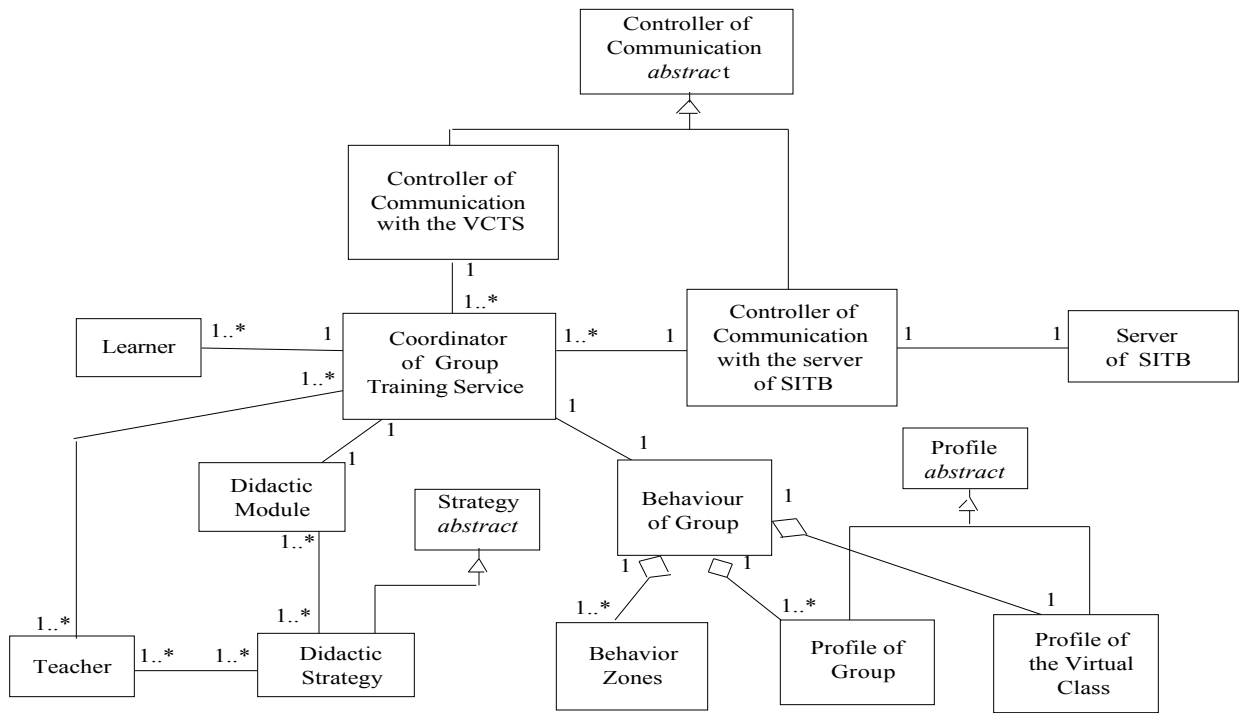 Controller of
Communication
abstract
Controller of
Communication
with the VCTS
1
1..*
Learner
1..*
1
Coordinator
of Group
Training Service
1..*
1
Controller of
Communication
with the server
of SITB
1
1
Server
of SITB
1..*
1
1
1
1
Didactic
Module
1..*
Strategy
abstract
Behaviour
of Group
1
Profile
abstract
1
1
1..*
1..*
1
1..*
1..*
Teacher
1..*
1..*
Didactic
Strategy
Behavior
Zones
Profile of
Group
Profile of
the Virtual
Class